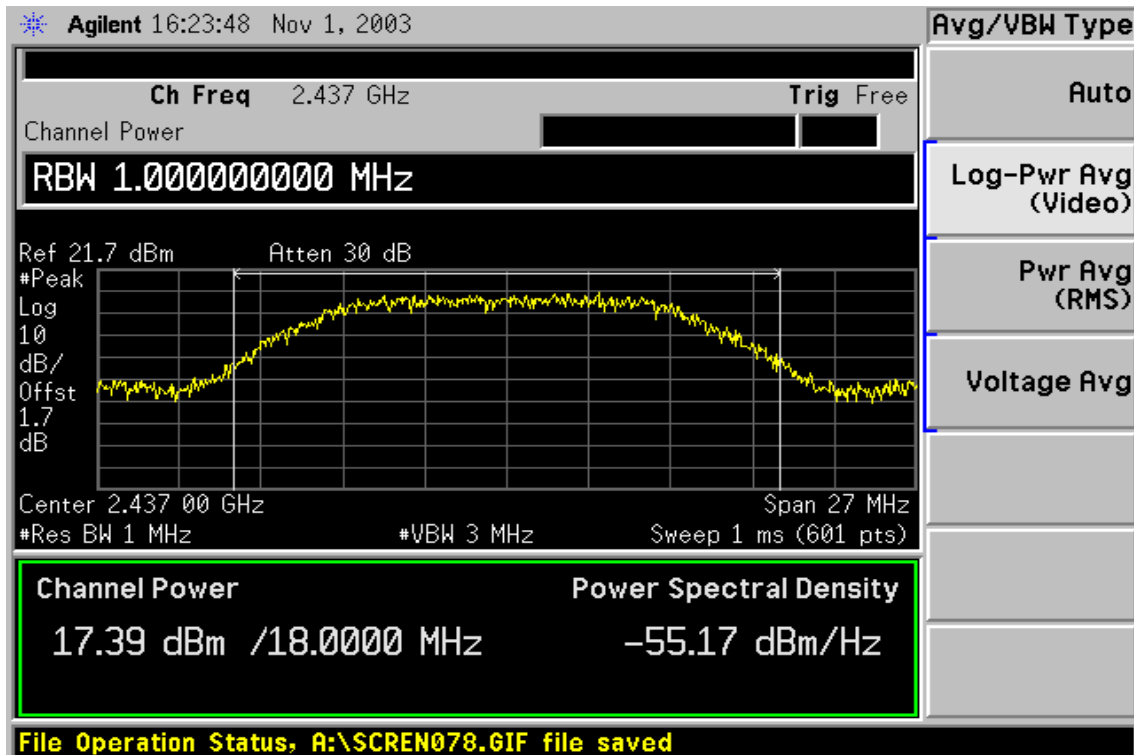 Agilent 16:23:48 Nov 1, 2003
Ch Freq 2.437 GHz Trig Free
Channel Power
RBW 1.000000000 MHz
Ref 21.7 dBm Atten 30 dB
#Peak
Log
10
dB/
Offst
1.7
dB
Center 2.437 00 GHz Span 27 MHz
#Res BW 1 MHz #VBW 3 MHz Sweep 1 ms (601 pts)
Channel Power Power Spectral Density
17.39 dBm /18.0000 MHz -55.17 dBm/Hz
File Operation Status, A:\SCREN078.GIF file saved
Avg/VBW Type
Auto
Log-Pwr Avg
(Video)
Pwr Avg
(RMS)
Voltage Avg